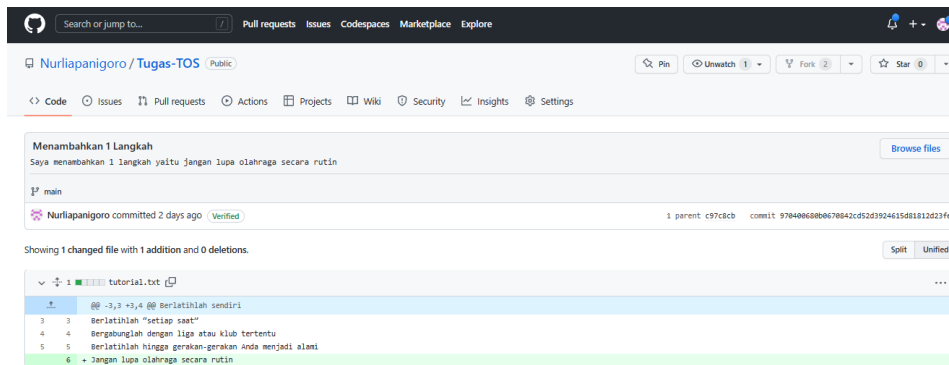 Search or jump to... / Pull requests Issues Codespaces Marketplace Explore
Nurliapanigoro / Tugas-TOS Public Pin Unwatch 1 Fork 2 Star 0
Code Issues Pull requests Actions Projects Wiki Security Insights Settings
Menambahkan 1 Langkah Browse files
Saya menambahkan 1 langkah yaitu jangan lupa olahraga secara rutin
main
Nurliapanigoro committed 2 days ago Verified 1 parent c97c8cb commit 970400680b0670842cd52d3924615d81812d23fe
Showing 1 changed file with 1 addition and 0 deletions. Split Unified
1 tutorial.txt ...
@@ -3,3 +3,4 @@ Berlatihlah sendiri
3 3 Berlatihlah “setiap saat”
4 4 Bergabunglah dengan liga atau klub tertentu
5 5 Berlatihlah hingga gerakan-gerakan Anda menjadi alami
6 + Jangan lupa olahraga secara rutin